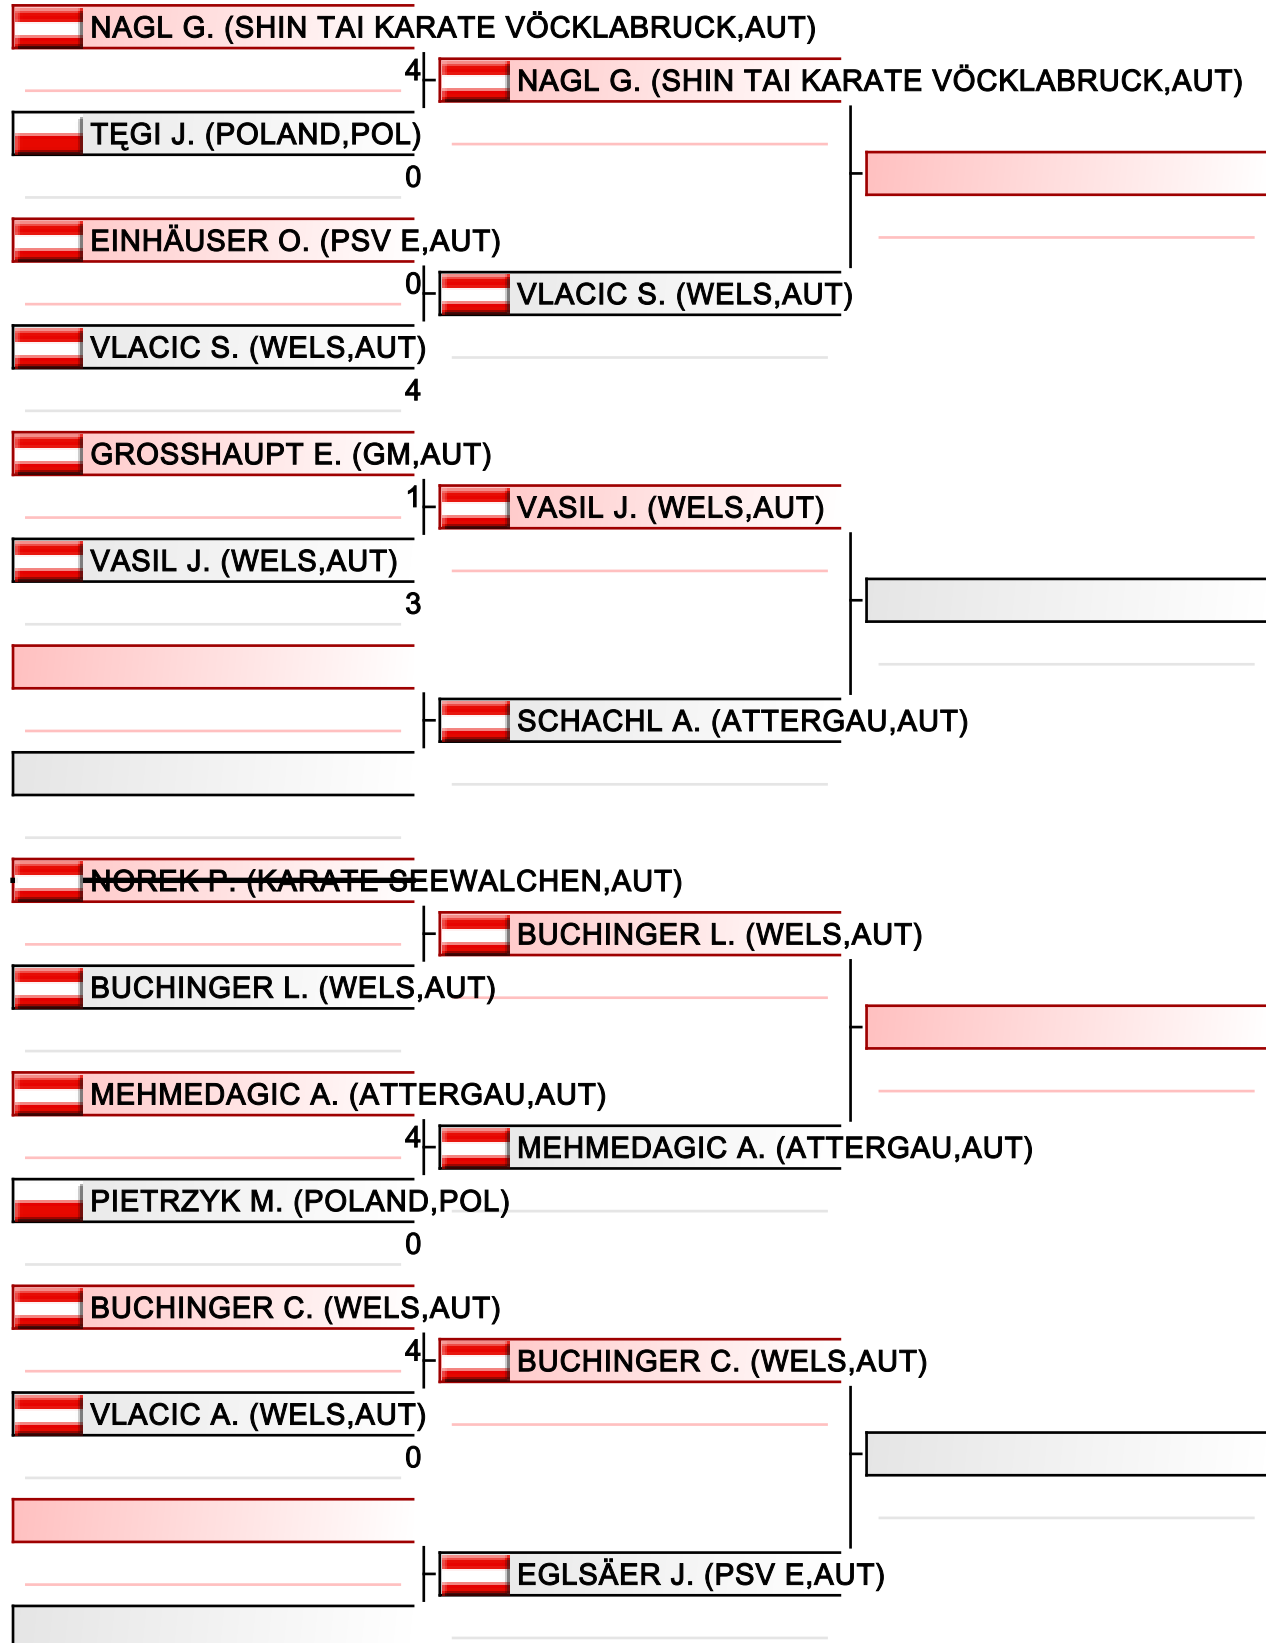 NAGL G. (SHIN TAI KARATE VÖCKLABRUCK,AUT)
4
NAGL G. (SHIN TAI KARATE VÖCKLABRUCK,AUT)
TĘGI J. (POLAND,POL)
0
EINHÄUSER O. (PSV E,AUT)
0
VLACIC S. (WELS,AUT)
VLACIC S. (WELS,AUT)
4
GROSSHAUPT E. (GM,AUT)
1
VASIL J. (WELS,AUT)
VASIL J. (WELS,AUT)
3
SCHACHL A. (ATTERGAU,AUT)
NOREK P. (KARATE SEEWALCHEN,AUT)
BUCHINGER L. (WELS,AUT)
BUCHINGER L. (WELS,AUT)
MEHMEDAGIC A. (ATTERGAU,AUT)
4
MEHMEDAGIC A. (ATTERGAU,AUT)
PIETRZYK M. (POLAND,POL)
0
BUCHINGER C. (WELS,AUT)
4
BUCHINGER C. (WELS,AUT)
VLACIC A. (WELS,AUT)
0
EGLSÄER J. (PSV E,AUT)